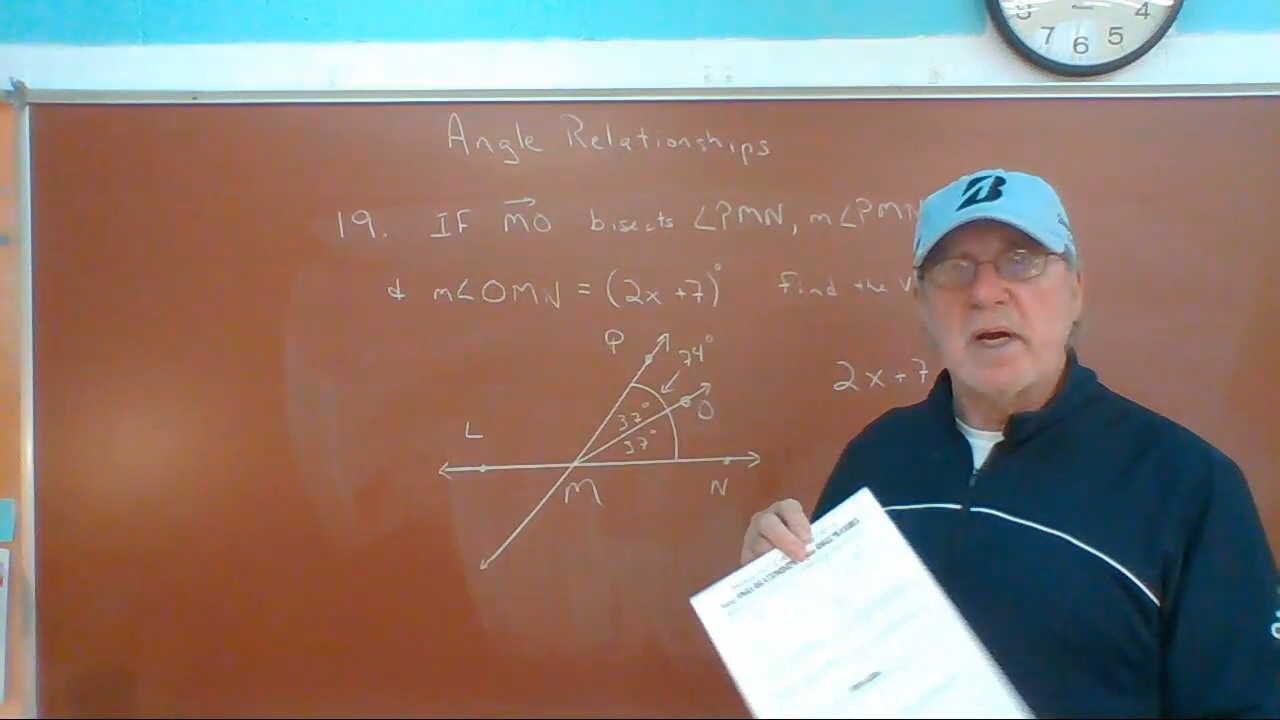 4
7 6 5
Angle Relationships
19. IF MO bisects ∠PMN, m∠PMN
& m∠OMN = (2x+7)° Find the
P 74°
2x+7
O
37°
37°
L
M N
B